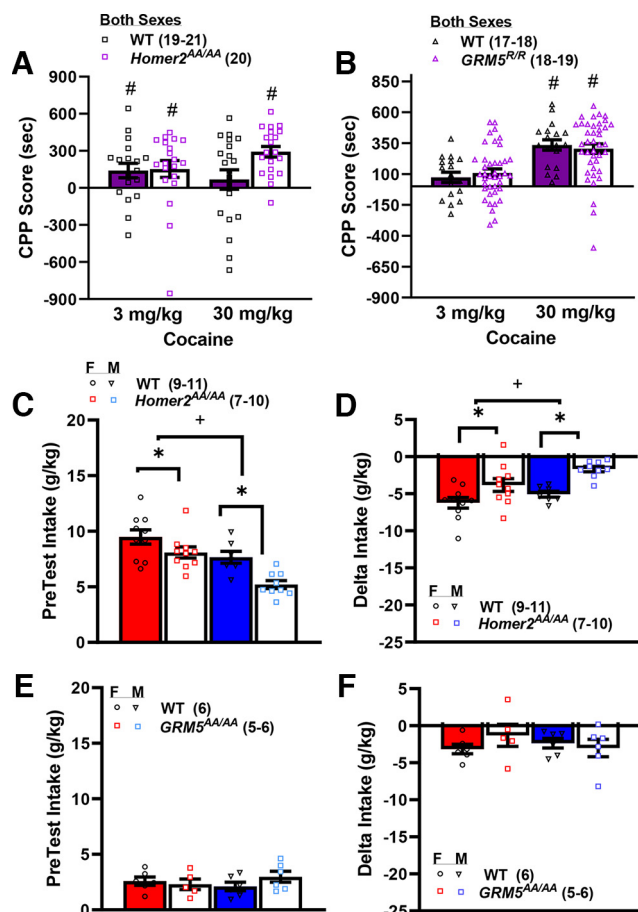 Both Sexes
WT (19-21)
Homer2AA/AA (20)
A
CPP Score (sec)
900
600
300
0
-300
-600
-900
# # #
3 mg/kg 30 mg/kg
Cocaine
Both Sexes
WT (17-18)
GRM5R/R (18-19)
B
CPP Score (sec)
900
600
350
100
-150
-400
-650
-900
# #
3 mg/kg 30 mg/kg
Cocaine
F M
WT (9-11)
Homer2AA/AA (7-10)
C
PreTest Intake (g/kg)
20
15
10
5
0
+
* *
D
Delta Intake (g/kg)
5
0
-5
-10
-15
-20
-25
+
* *
F M
WT (9-11)
Homer2AA/AA (7-10)
E
F M
WT (6)
GRM5AA/AA (5-6)
PreTest Intake (g/kg)
20
15
10
5
0
F
Delta Intake (g/kg)
5
0
-5
-10
-15
-20
-25
F M
WT (6)
GRM5AA/AA (5-6)